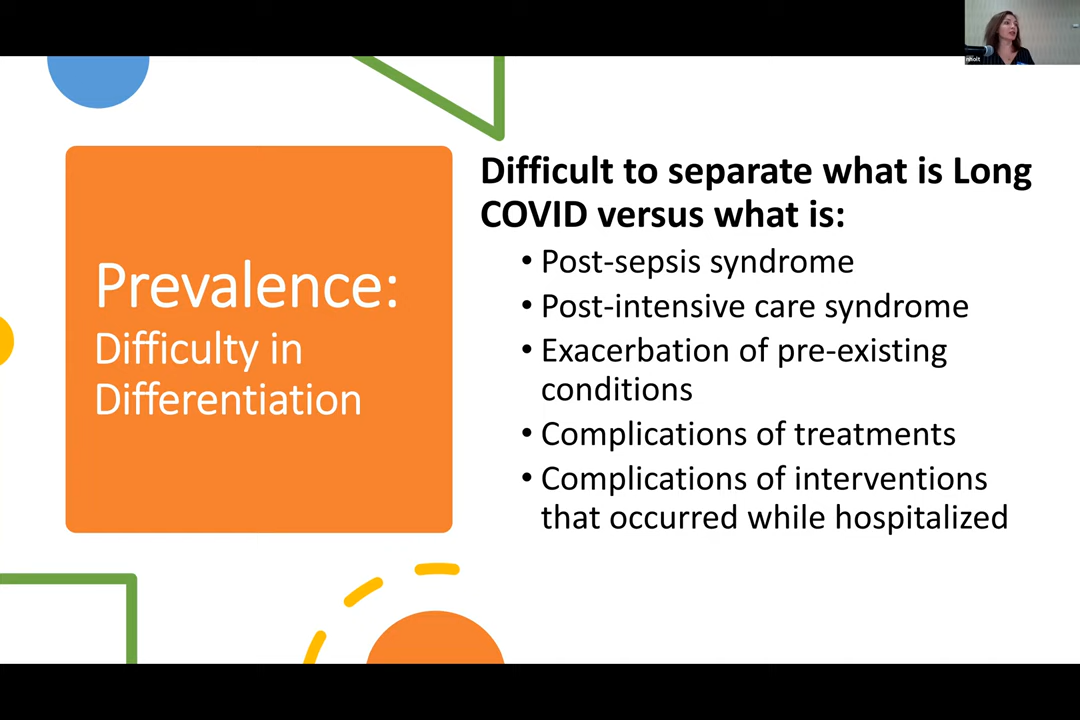 nholt
Prevalence:
Difficulty in
Differentiation
Difficult to separate what is Long
COVID versus what is:
• Post-sepsis syndrome
• Post-intensive care syndrome
• Exacerbation of pre-existing
conditions
• Complications of treatments
• Complications of interventions
that occurred while hospitalized